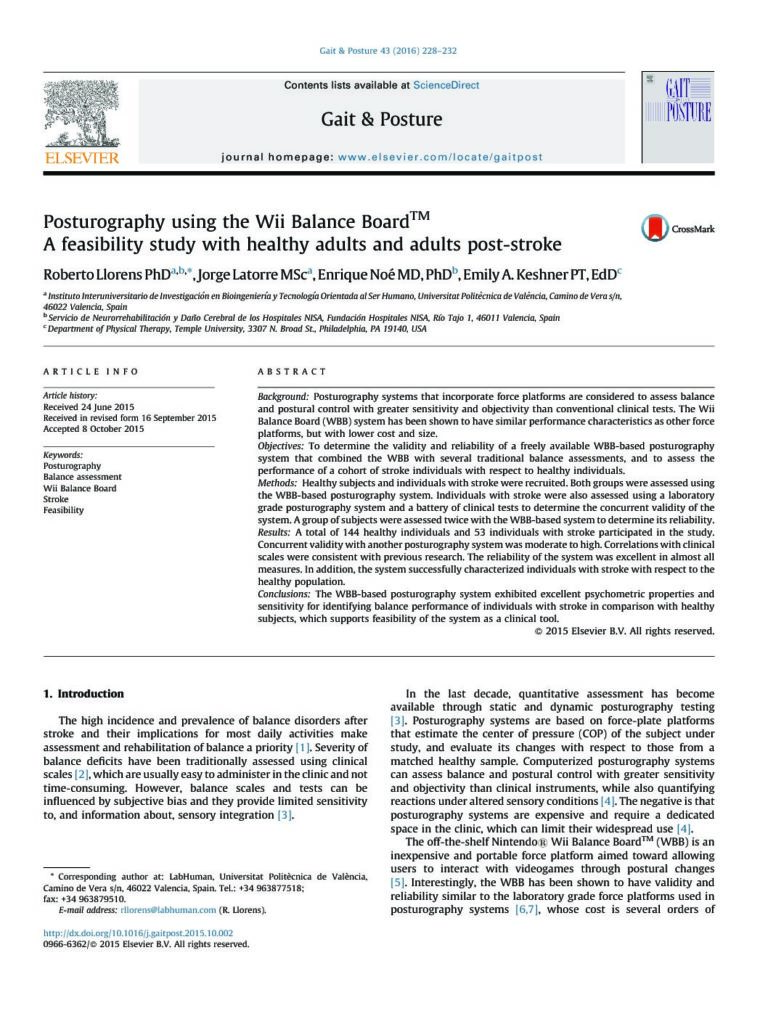 Gait & Posture 43 (2016) 228–232
Contents lists available at ScienceDirect
Gait & Posture
journal homepage: www.elsevier.com/locate/gaitpost
ELSEVIER
GAIT
POSTURE
Posturography using the Wii Balance Board™
A feasibility study with healthy adults and adults post-stroke
CrossMark
Roberto Llorens PhDa,b,*, Jorge Latorre MSca, Enrique Noé MD, PhDb, Emily A. Keshner PT, EdDc
a Instituto Interuniversitario de Investigación en Bioingeniería y Tecnología Orientada al Ser Humano, Universitat Politècnica de València, Camino de Vera s/n,
46022 Valencia, Spain
b Servicio de Neurorrehabilitación y Daño Cerebral de los Hospitales NISA, Fundación Hospitales NISA, Río Tajo 1, 46011 Valencia, Spain
c Department of Physical Therapy, Temple University, 3307 N. Broad St., Philadelphia, PA 19140, USA
ARTICLE INFO
Article history:
Received 24 June 2015
Received in revised form 16 September 2015
Accepted 8 October 2015
Keywords:
Posturography
Balance assessment
Wii Balance Board
Stroke
Feasibility
ABSTRACT
Background: Posturography systems that incorporate force platforms are considered to assess balance
and postural control with greater sensitivity and objectivity than conventional clinical tests. The Wii
Balance Board (WBB) system has been shown to have similar performance characteristics as other force
platforms, but with lower cost and size.
Objectives: To determine the validity and reliability of a freely available WBB-based posturography
system that combined the WBB with several traditional balance assessments, and to assess the
performance of a cohort of stroke individuals with respect to healthy individuals.
Methods: Healthy subjects and individuals with stroke were recruited. Both groups were assessed using
the WBB-based posturography system. Individuals with stroke were also assessed using a laboratory
grade posturography system and a battery of clinical tests to determine the concurrent validity of the
system. A group of subjects were assessed twice with the WBB-based system to determine its reliability.
Results: A total of 144 healthy individuals and 53 individuals with stroke participated in the study.
Concurrent validity with another posturography system was moderate to high. Correlations with clinical
scales were consistent with previous research. The reliability of the system was excellent in almost all
measures. In addition, the system successfully characterized individuals with stroke with respect to the
healthy population.
Conclusions: The WBB-based posturography system exhibited excellent psychometric properties and
sensitivity for identifying balance performance of individuals with stroke in comparison with healthy
subjects, which supports feasibility of the system as a clinical tool.
© 2015 Elsevier B.V. All rights reserved.
1. Introduction
The high incidence and prevalence of balance disorders after
stroke and their implications for most daily activities make
assessment and rehabilitation of balance a priority [1]. Severity of
balance deficits have been traditionally assessed using clinical
scales [2], which are usually easy to administer in the clinic and not
time-consuming. However, balance scales and tests can be
influenced by subjective bias and they provide limited sensitivity
to, and information about, sensory integration [3].
* Corresponding author at: LabHuman, Universitat Politècnica de València,
Camino de Vera s/n, 46022 Valencia, Spain. Tel.: +34 963877518;
fax: +34 963879510.
E-mail address: rllorens@labhuman.com (R. Llorens).
http://dx.doi.org/10.1016/j.gaitpost.2015.10.002
0966-6362/© 2015 Elsevier B.V. All rights reserved.
In the last decade, quantitative assessment has become
available through static and dynamic posturography testing
[3]. Posturography systems are based on force-plate platforms
that estimate the center of pressure (COP) of the subject under
study, and evaluate its changes with respect to those from a
matched healthy sample. Computerized posturography systems
can assess balance and postural control with greater sensitivity
and objectivity than clinical instruments, while also quantifying
reactions under altered sensory conditions [4]. The negative is that
posturography systems are expensive and require a dedicated
space in the clinic, which can limit their widespread use [4].
The off-the-shelf Nintendo® Wii Balance Board™ (WBB) is an
inexpensive and portable force platform aimed toward allowing
users to interact with videogames through postural changes
[5]. Interestingly, the WBB has been shown to have validity and
reliability similar to the laboratory grade force platforms used in
posturography systems [6,7], whose cost is several orders of